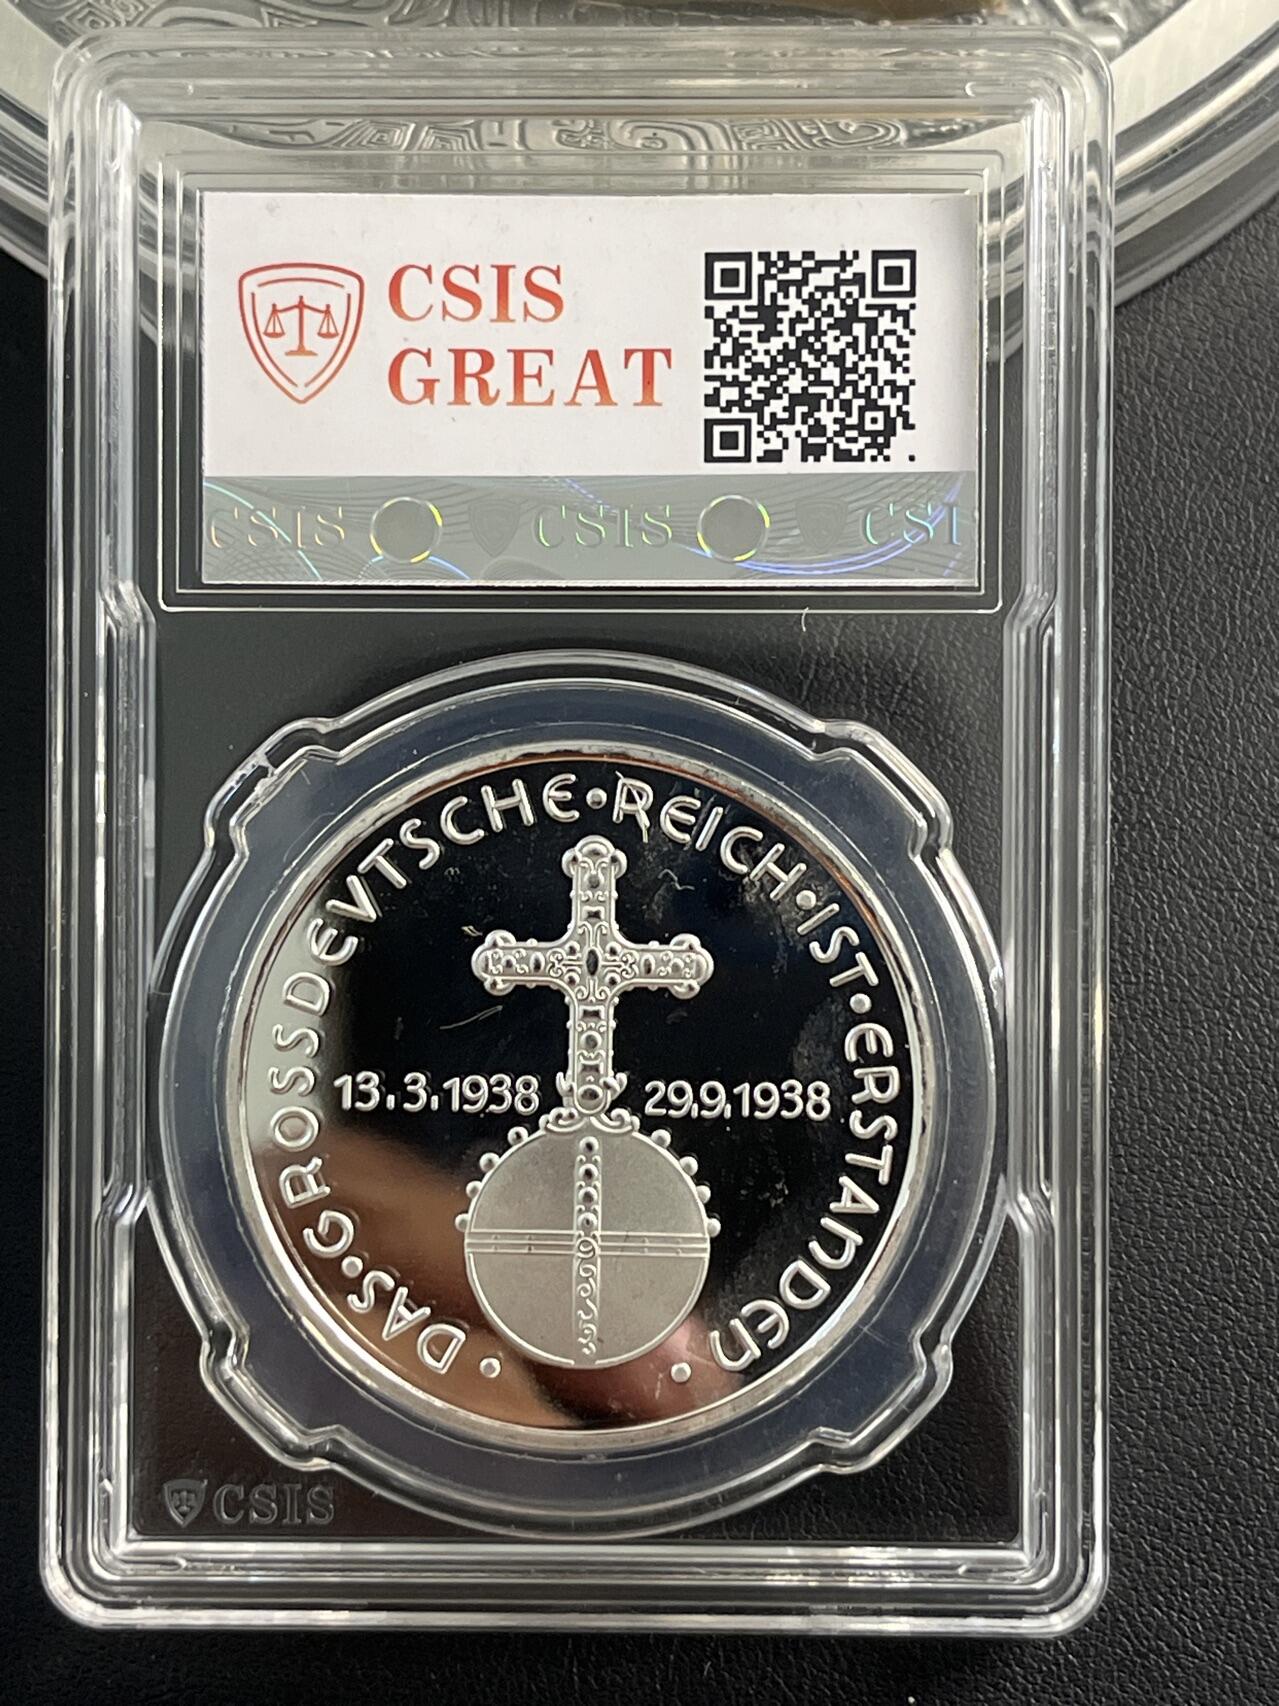 CSIS
GREAT
CSIS CSIS CSI
DAS·GROSSDEVTSCHE·REICH·IST·ERSTANDEN
13.3.1938 29.9.1938
CSIS